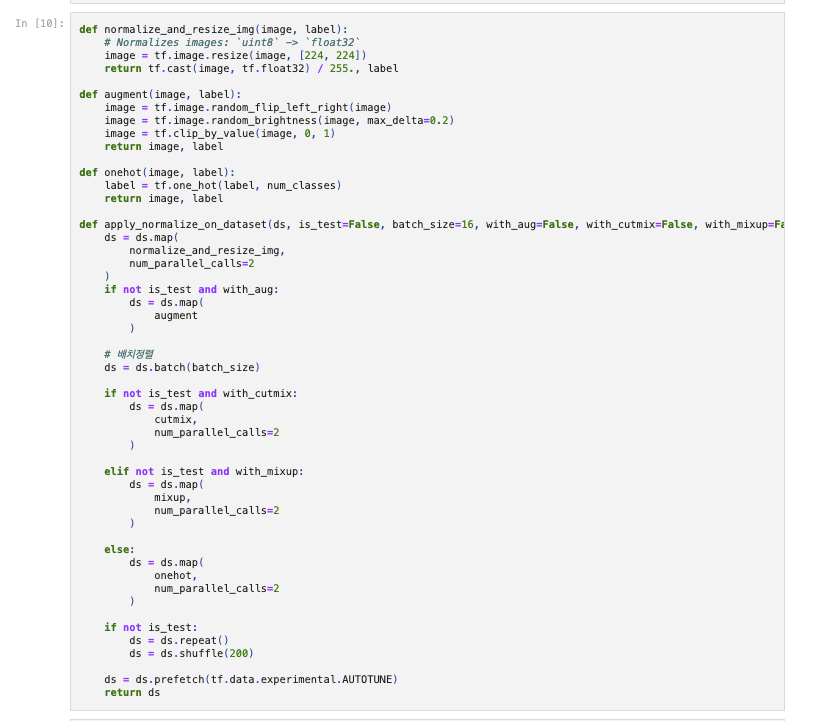 In [10]:
def normalize_and_resize_img(image, label):
    # Normalizes images: `uint8` -> `float32`
    image = tf.image.resize(image, [224, 224])
    return tf.cast(image, tf.float32) / 255., label

def augment(image, label):
    image = tf.image.random_flip_left_right(image)
    image = tf.image.random_brightness(image, max_delta=0.2)
    image = tf.clip_by_value(image, 0, 1)
    return image, label

def onehot(image, label):
    label = tf.one_hot(label, num_classes)
    return image, label

def apply_normalize_on_dataset(ds, is_test=False, batch_size=16, with_aug=False, with_cutmix=False, with_mixup=Fa
    ds = ds.map(
        normalize_and_resize_img,
        num_parallel_calls=2
    )
    if not is_test and with_aug:
        ds = ds.map(
            augment
        )

    # 배치정렬
    ds = ds.batch(batch_size)

    if not is_test and with_cutmix:
        ds = ds.map(
            cutmix,
            num_parallel_calls=2
        )

    elif not is_test and with_mixup:
        ds = ds.map(
            mixup,
            num_parallel_calls=2
        )

    else:
        ds = ds.map(
            onehot,
            num_parallel_calls=2
        )

    if not is_test:
        ds = ds.repeat()
        ds = ds.shuffle(200)

    ds = ds.prefetch(tf.data.experimental.AUTOTUNE)
    return ds